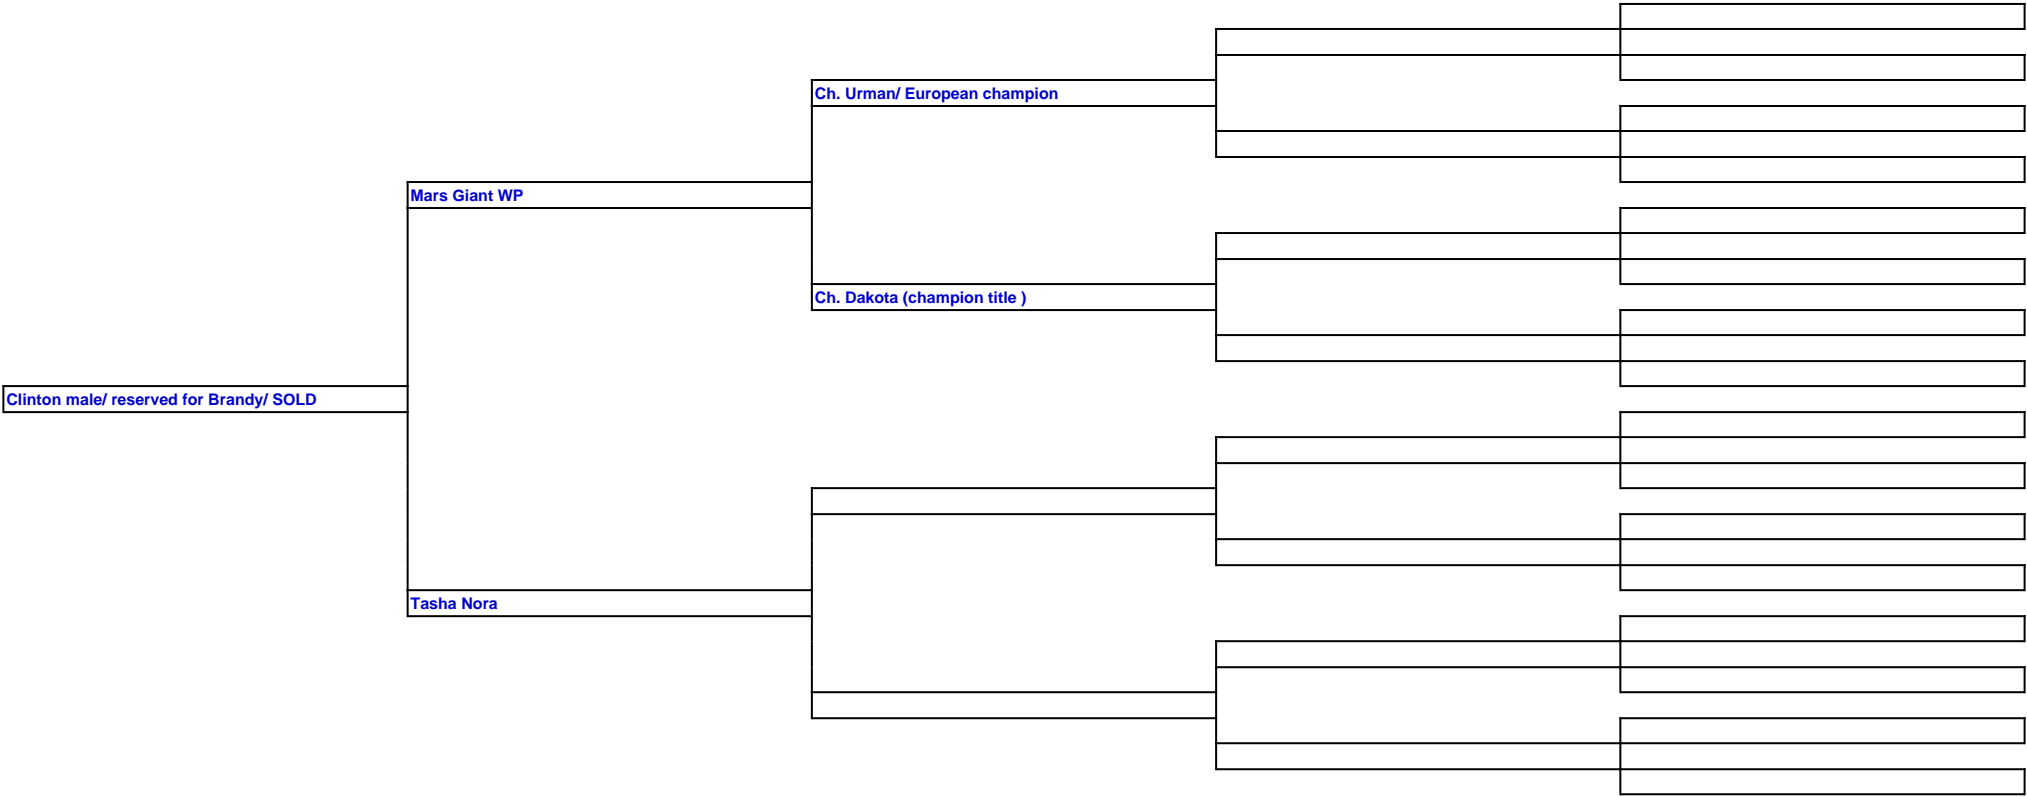 Ch. Urman/ European champion
Mars Giant WP
Ch. Dakota (champion title )
Clinton male/ reserved for Brandy/ SOLD
Tasha Nora